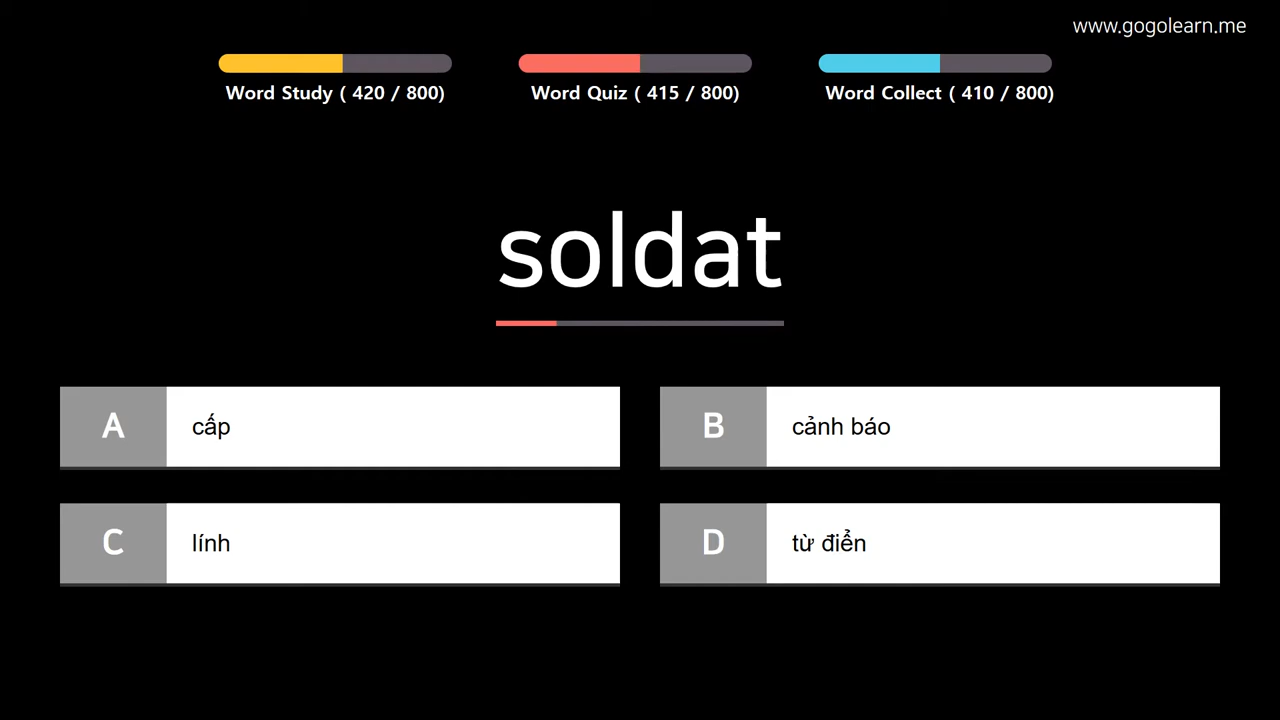 www.gogolearn.me
Word Study ( 420 / 800)
Word Quiz ( 415 / 800)
Word Collect ( 410 / 800)
soldat
A cấp
B cảnh báo
C lính
D từ điển